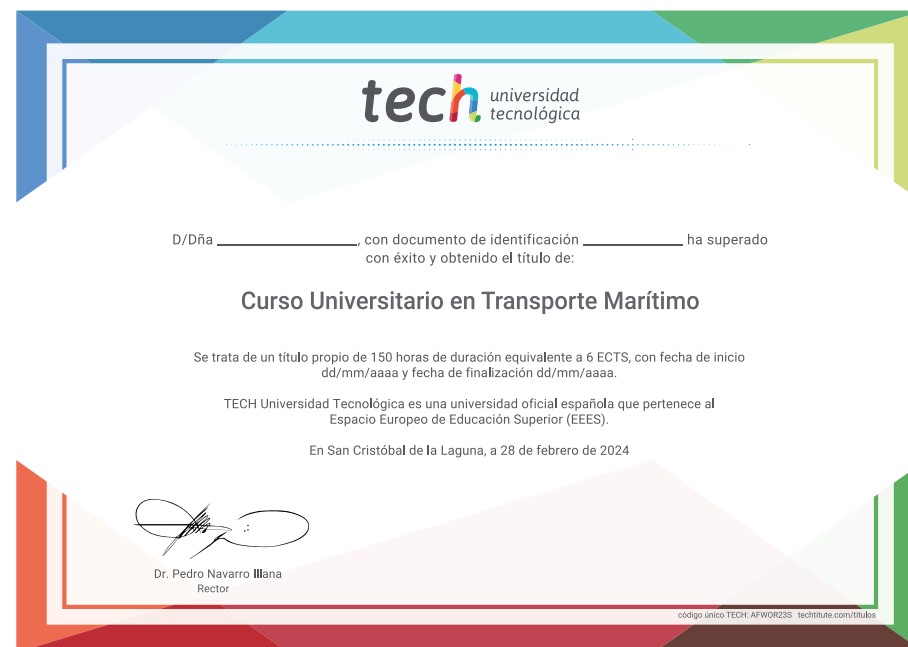 tech universidad
tecnológica
D/Dña ____________________, con documento de identificación ______________ ha superado
con éxito y obtenido el título de:
Curso Universitario en Transporte Marítimo
Se trata de un título propio de 150 horas de duración equivalente a 6 ECTS, con fecha de inicio
dd/mm/aaaa y fecha de finalización dd/mm/aaaa.
TECH Universidad Tecnológica es una universidad oficial española que pertenece al
Espacio Europeo de Educación Superior (EEES).
En San Cristóbal de la Laguna, a 28 de febrero de 2024
Dr. Pedro Navarro Illana
Rector
código único TECH: AFWOR23S techtitute.com/titulos